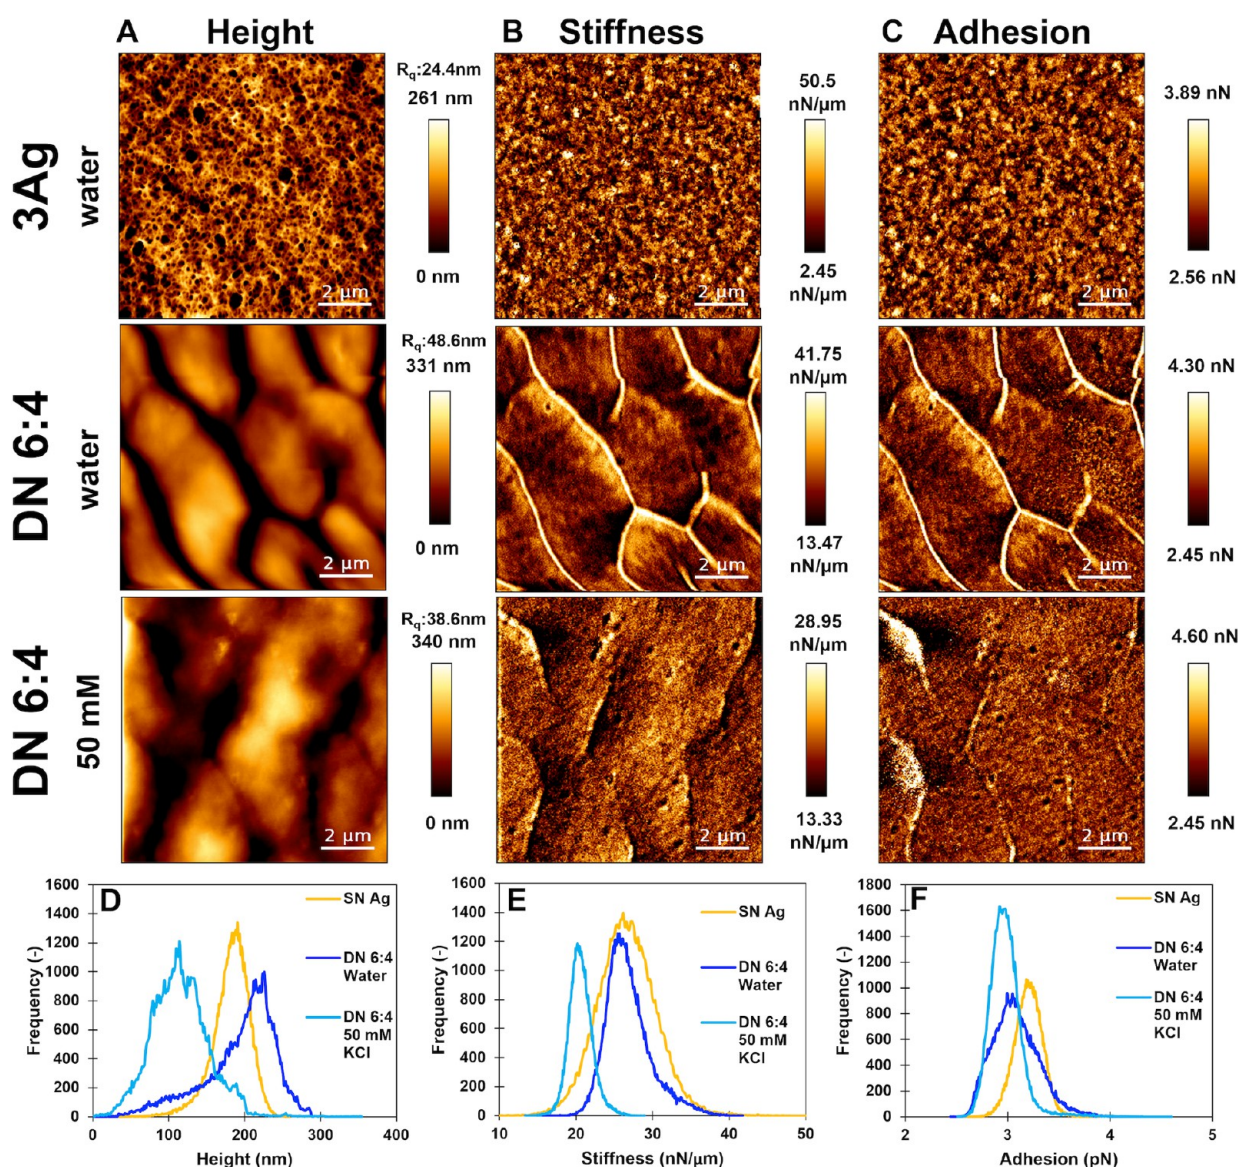 A Height
B Stiffness
C Adhesion
3Ag
water
Rq:24.4nm
261 nm
0 nm
2 µm
50.5
nN/µm
2.45
nN/µm
2 µm
3.89 nN
2.56 nN
2 µm
DN 6:4
water
Rq:48.6nm
331 nm
0 nm
2 µm
41.75
nN/µm
13.47
nN/µm
2 µm
4.30 nN
2.45 nN
2 µm
DN 6:4
50 mM
Rq:38.6nm
340 nm
0 nm
2 µm
28.95
nN/µm
13.33
nN/µm
2 µm
4.60 nN
2.45 nN
2 µm
D
Frequency (-)
1600
1400
1200
1000
800
600
400
200
0
0 100 200 300 400
Height (nm)
SN Ag
DN 6:4
Water
DN 6:4
50 mM
KCl
E
Frequency (-)
1600
1400
1200
1000
800
600
400
200
0
10 20 30 40 50
Stiffness (nN/µm)
SN Ag
DN 6:4
Water
DN 6:4
50 mM
KCl
F
Frequency (-)
1800
1600
1400
1200
1000
800
600
400
200
0
2 3 4 5
Adhesion (pN)
SN Ag
DN 6:4
Water
DN 6:4
50 mM
KCl